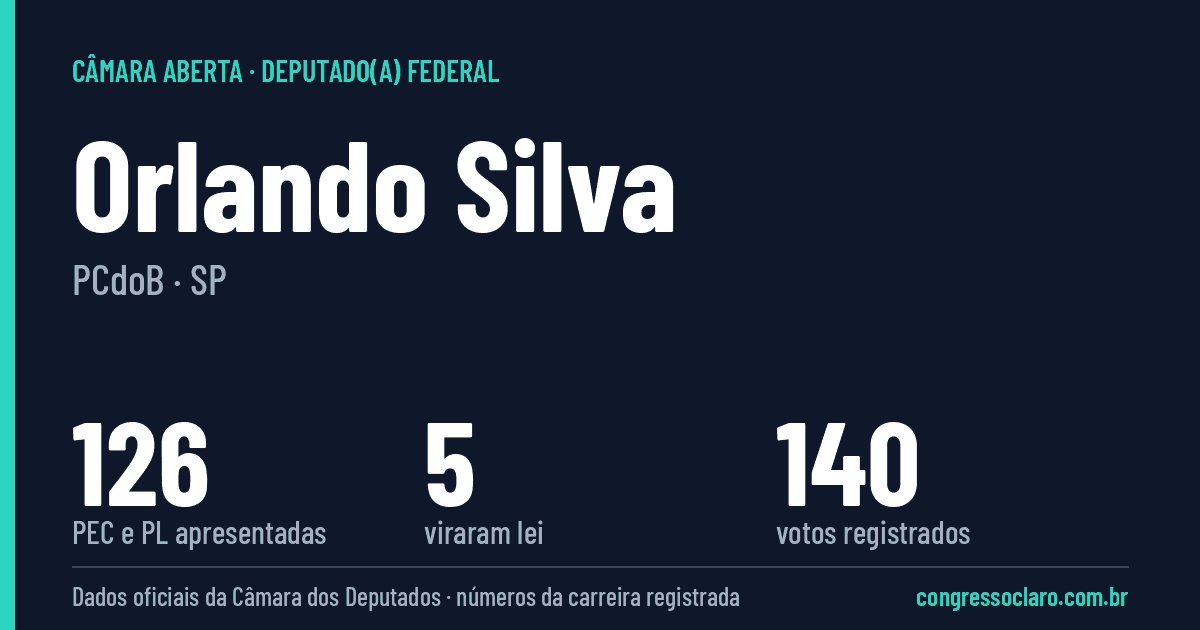 CÂMARA ABERTA · DEPUTADO(A) FEDERAL
Orlando Silva
PCdoB · SP
126
PEC e PL apresentadas
5
viraram lei
140
votos registrados
Dados oficiais da Câmara dos Deputados · números da carreira registrada
congressoclaro.com.br